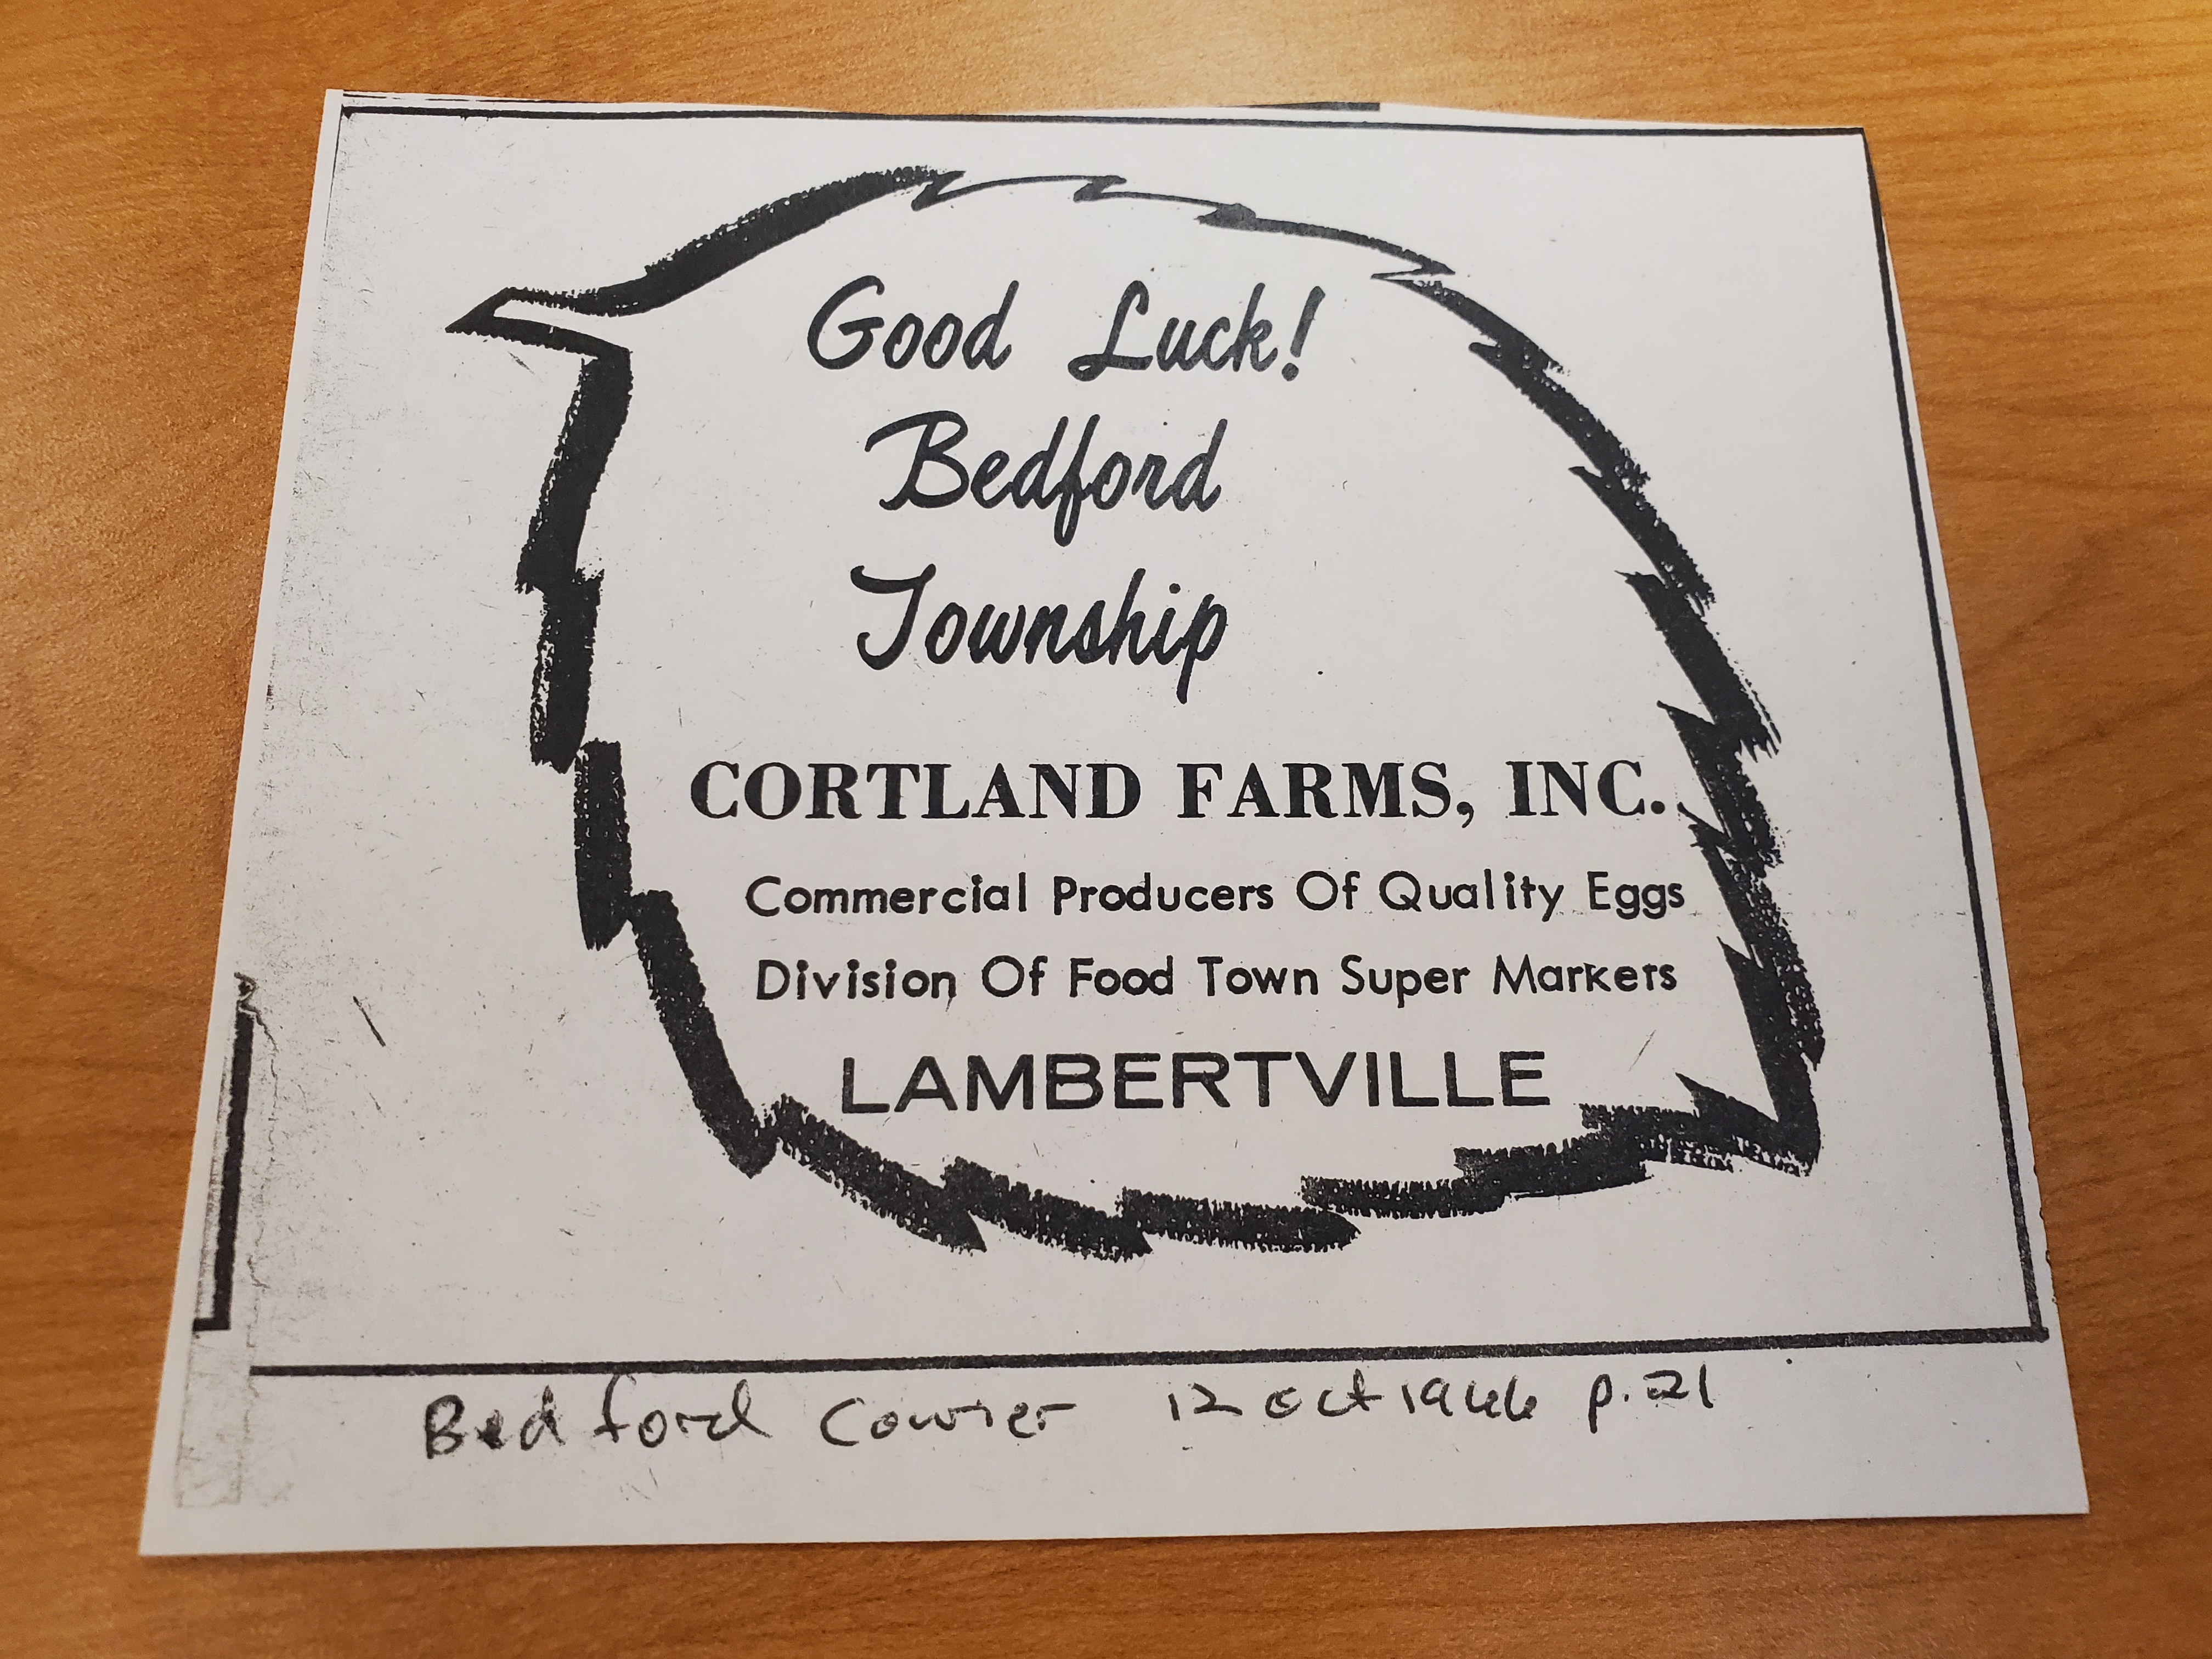 Good Luck!
Bedford
Township
CORTLAND FARMS, INC.
Commercial Producers Of Quality Eggs
Division Of Food Town Super Markets
LAMBERTVILLE
Bedford Courier 12 Oct 1966 p.21